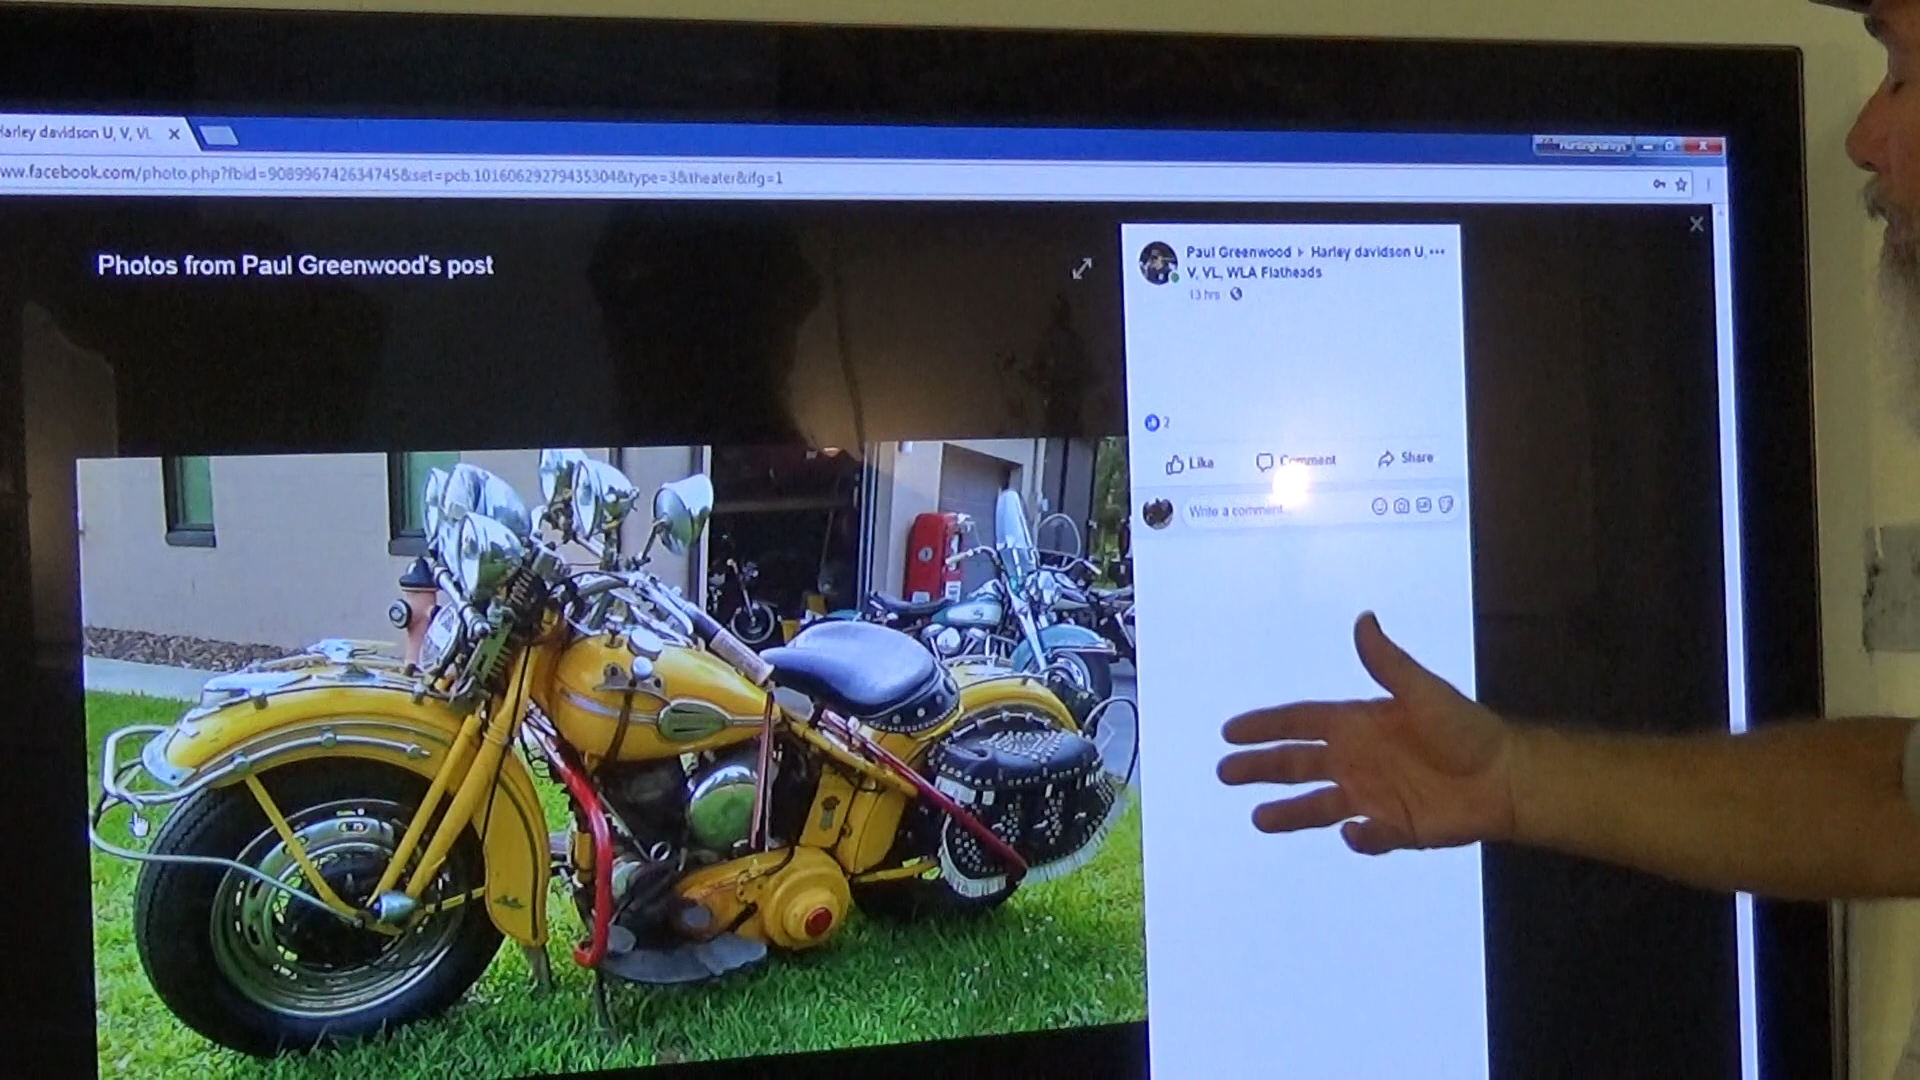 Harley davidson U, V, VL
ww.facebook.com/photo.php?fbid=908996742634745&set=pcb.10160629279435304&type=3&theater&ifg=1
Photos from Paul Greenwood's post
Paul Greenwood Harley davidson U,
V, VL, WLA Flatheads
13 hrs
2
Like Comment Share
Write a comment...